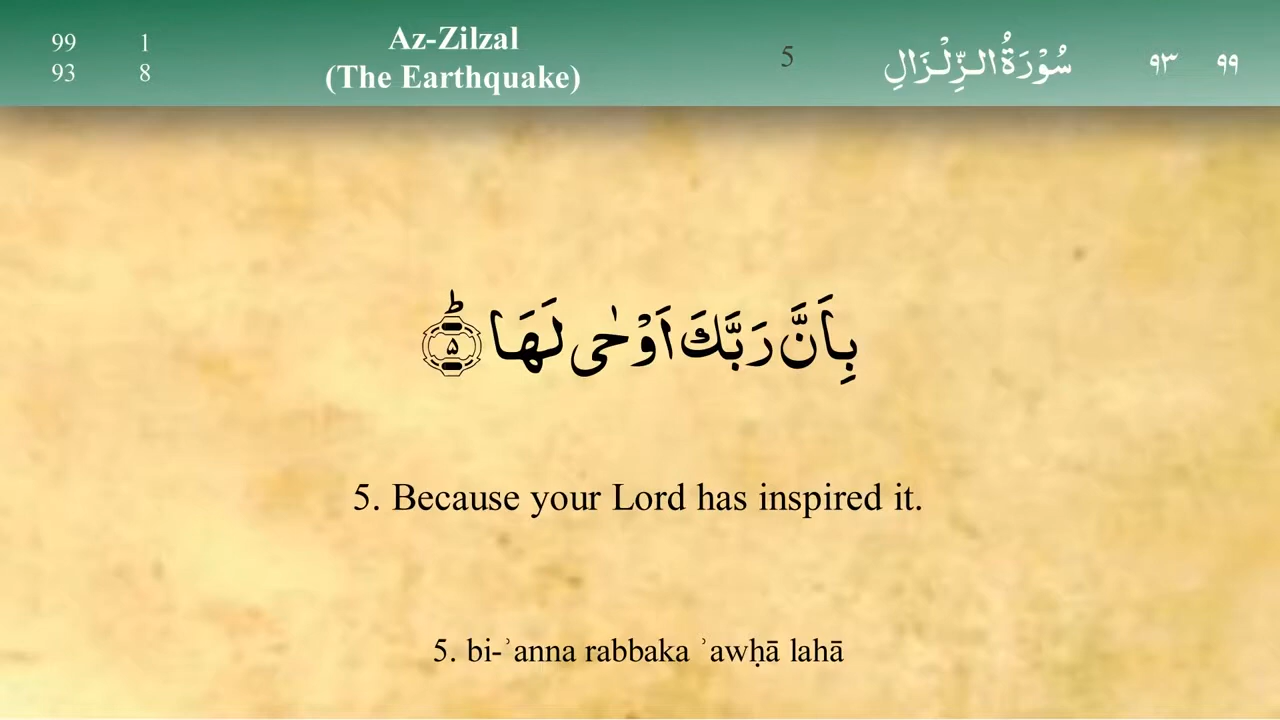 99 1
93 8
Az-Zilzal
(The Earthquake)
5
سُوْرَةُ الزِّلْزَالِ
٩٣ ٩٩
بِاَنَّ رَبَّكَ اَوْحٰى لَهَا ؕ ۵
5. Because your Lord has inspired it.
5. bi-ʾanna rabbaka ʾawḥā lahā